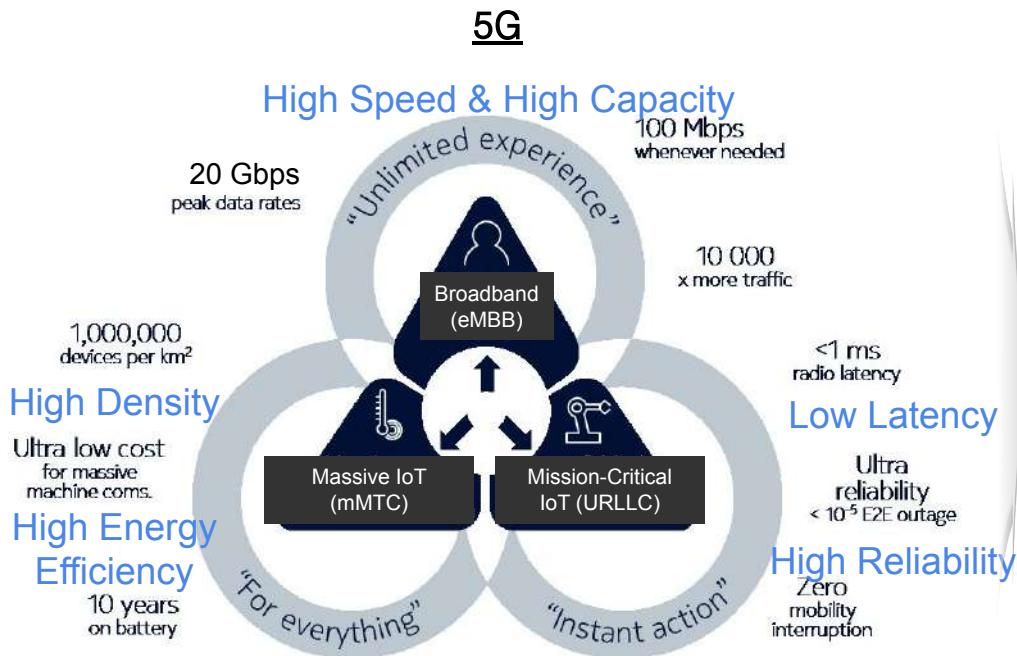 5G
High Speed & High Capacity
100 Mbps
whenever needed
"Unlimited experience"
20 Gbps
peak data rates
10 000
x more traffic
Broadband
(eMBB)
1,000,000
devices per km²
<1 ms
radio latency
High Density
Low Latency
Ultra low cost
for massive
machine coms.
Massive IoT
(mMTC)
Mission-Critical
IoT (URLLC)
Ultra
reliability
< 10⁻⁵ E2E outage
High Energy
Efficiency
High Reliability
10 years
on battery
"For everything"
"Instant action"
Zero
mobility
interruption